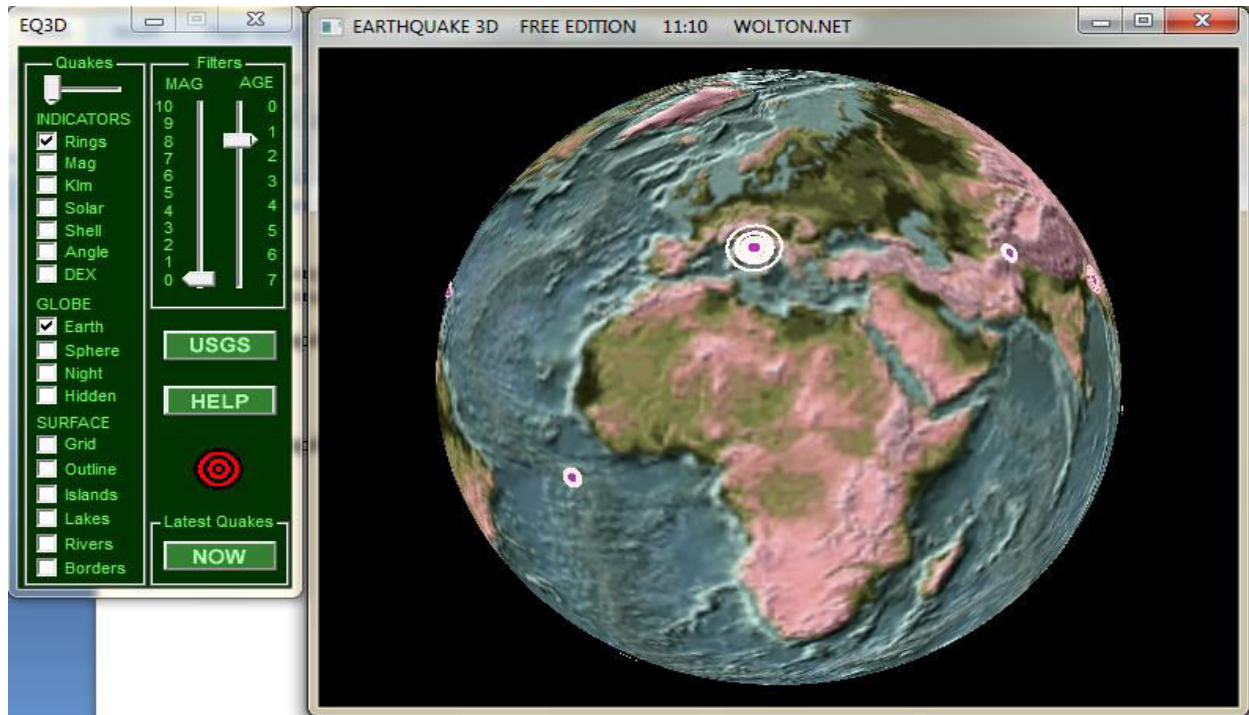 EQ3D
Quakes
INDICATORS
Rings
Mag
Klm
Solar
Shell
Angle
DEX
GLOBE
Earth
Sphere
Night
Hidden
SURFACE
Grid
Outline
Islands
Lakes
Rivers
Borders
Filters
MAG AGE
10 0
9
8 1
7 2
6
5 3
4 4
3 5
2
1 6
0 7
USGS
HELP
Latest Quakes
NOW
EARTHQUAKE 3D FREE EDITION 11:10 WOLTON.NET